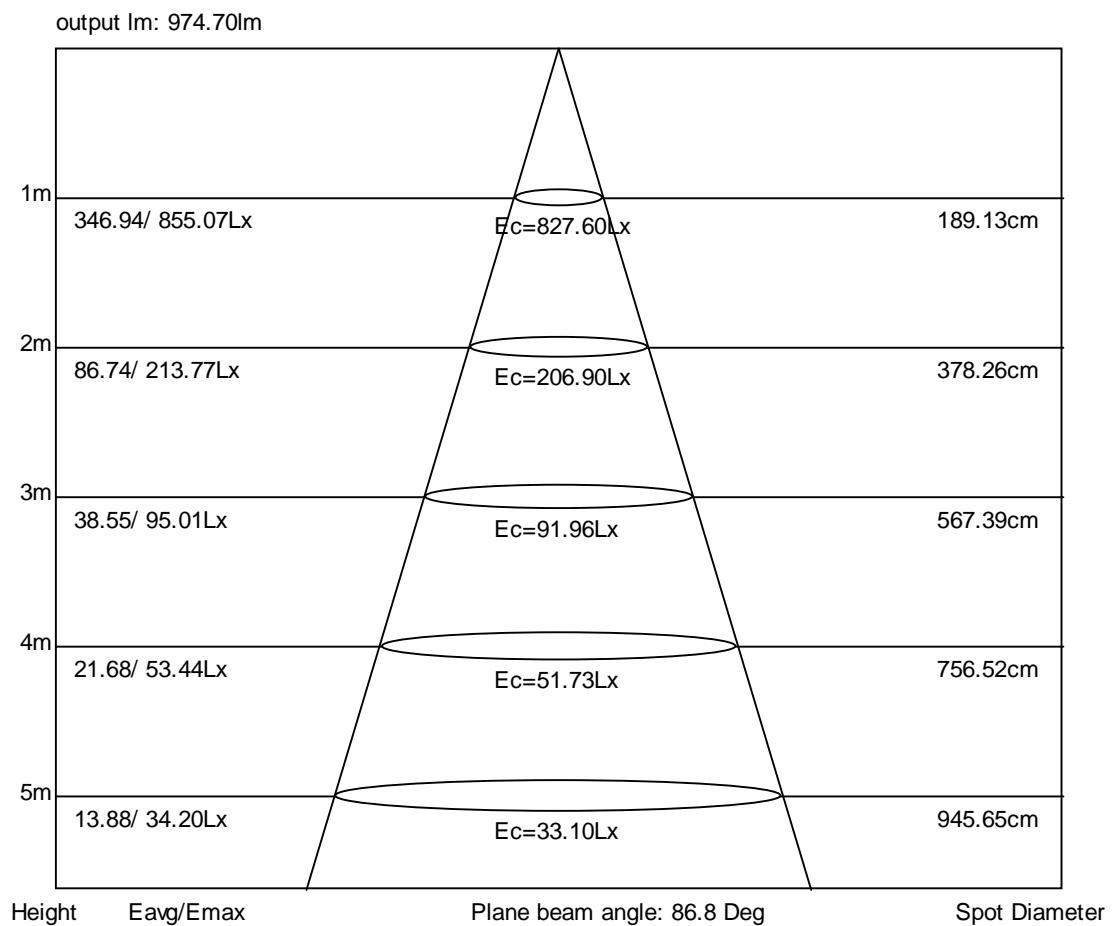 output lm: 974.70lm
1m
346.94/ 855.07Lx
Ec=827.60Lx
189.13cm
2m
86.74/ 213.77Lx
Ec=206.90Lx
378.26cm
3m
38.55/ 95.01Lx
Ec=91.96Lx
567.39cm
4m
21.68/ 53.44Lx
Ec=51.73Lx
756.52cm
5m
13.88/ 34.20Lx
Ec=33.10Lx
945.65cm
Height Eavg/Emax Plane beam angle: 86.8 Deg Spot Diameter